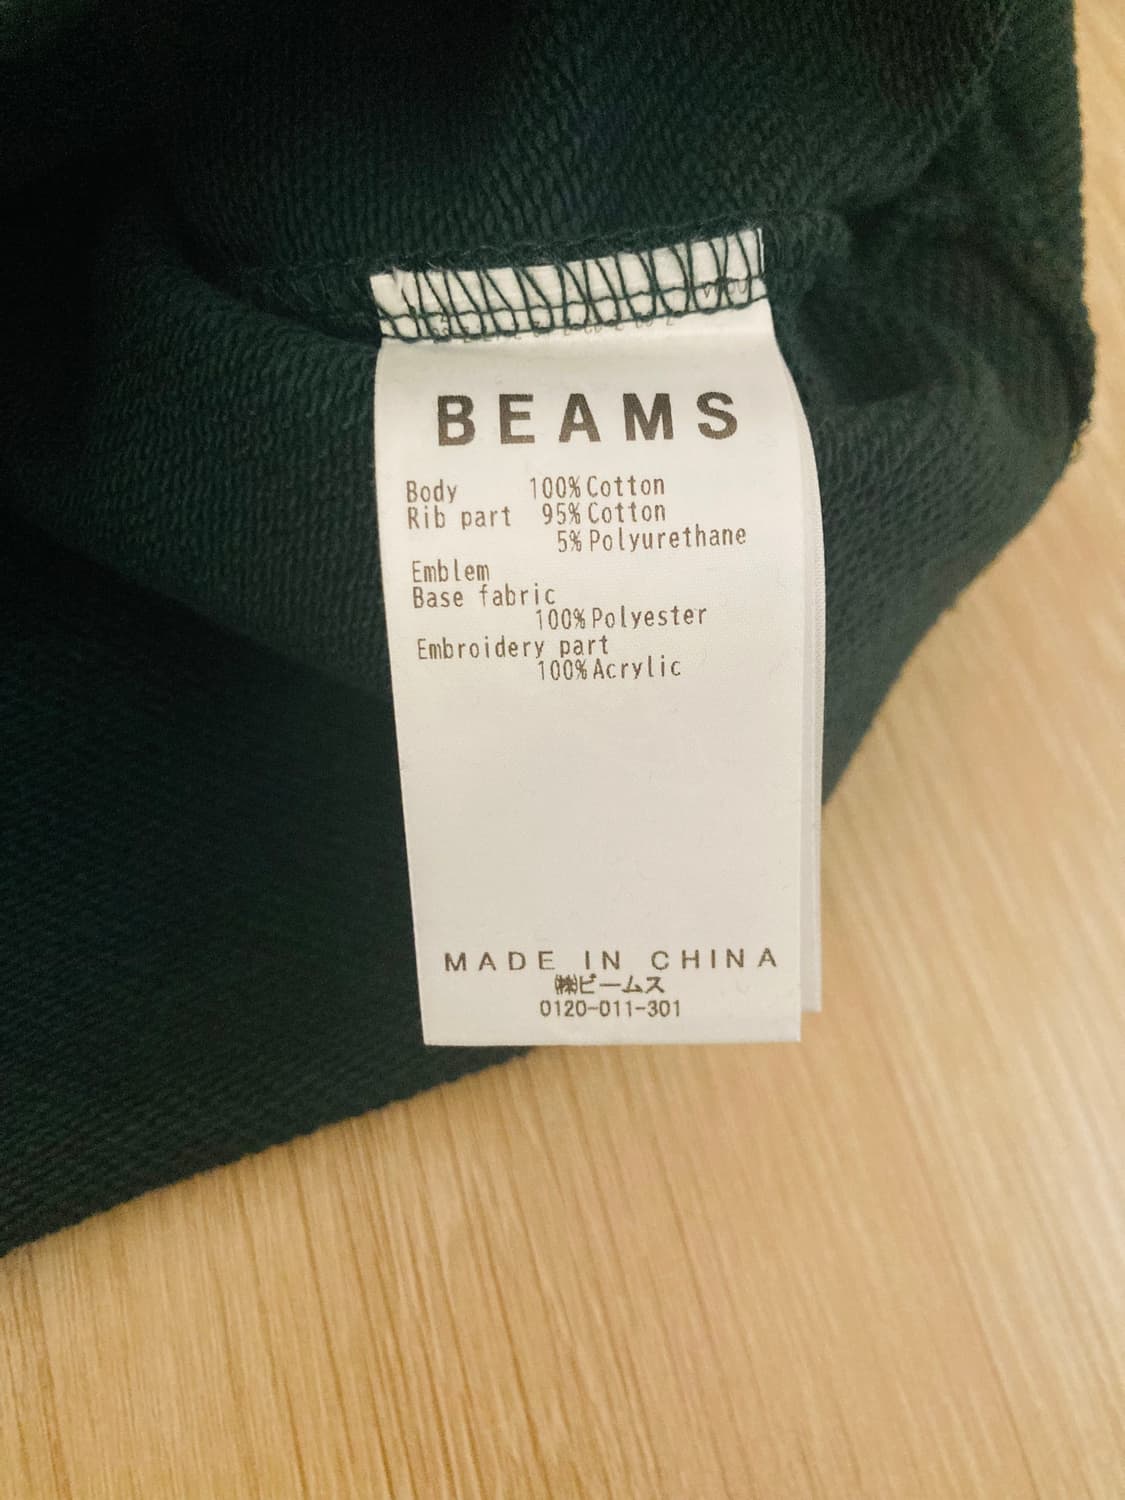 BEAMS
Body 100% Cotton
Rib part 95% Cotton
5% Polyurethane
Emblem
Base fabric
100% Polyester
Embroidery part
100% Acrylic
MADE IN CHINA
㈱ビームス
0120-011-301